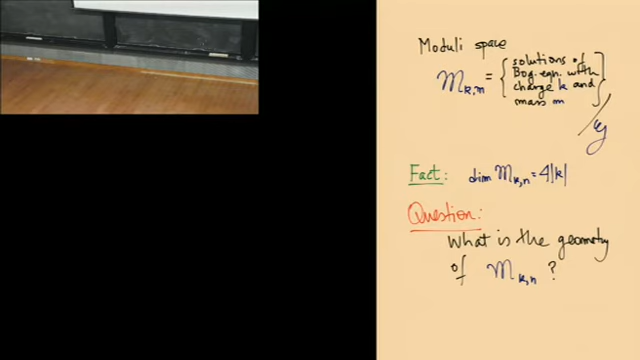 Moduli space
M_{k,m} = { solutions of
Bog. eqn. with
charge k and
mass m } / G
Fact: dim M_{k,m} = 4|k|
Question:
What is the geometry
of M_{k,m} ?